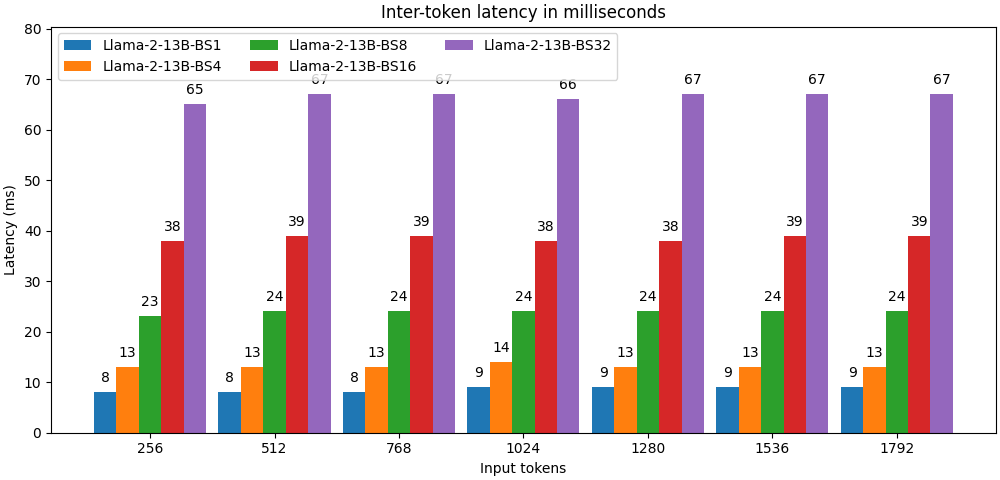 Inter-token latency in milliseconds
Llama-2-13B-BS1 Llama-2-13B-BS8 Llama-2-13B-BS32
Llama-2-13B-BS4 Llama-2-13B-BS16
80
70
60
50
40
30
20
10
0
Latency (ms)
8 13 23 38 65
8 13 24 39 67
8 13 24 39 67
9 14 24 38 66
9 13 24 38 67
9 13 24 39 67
9 13 24 39 67
256 512 768 1024 1280 1536 1792
Input tokens